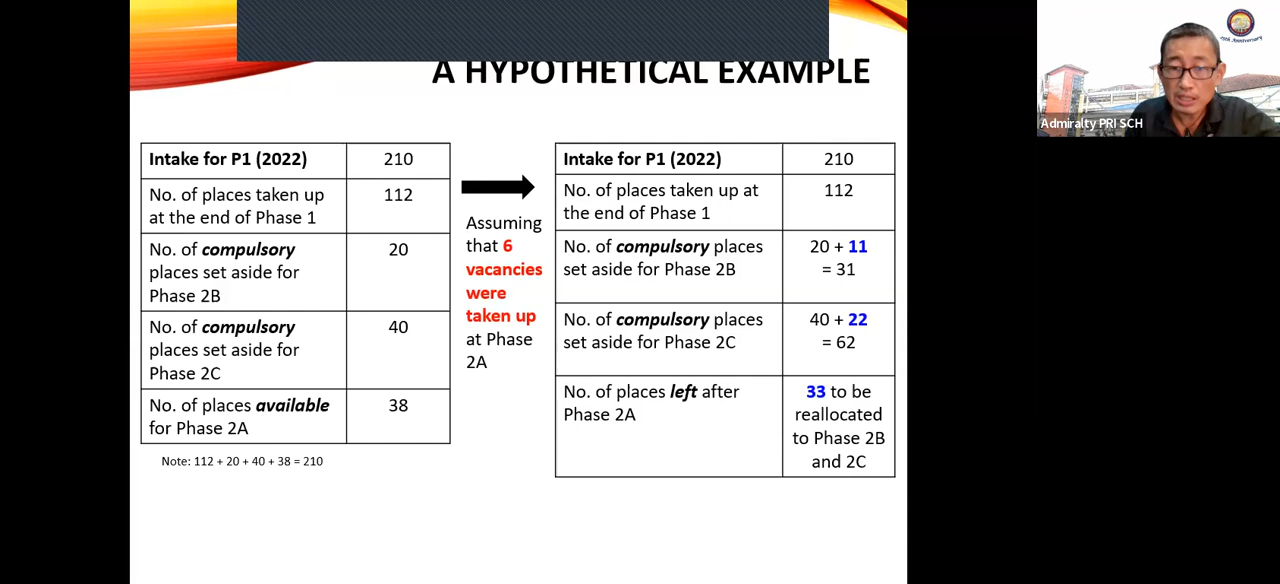 A HYPOTHETICAL EXAMPLE
Intake for P1 (2022) 210
No. of places taken up 112
at the end of Phase 1
No. of compulsory 20
places set aside for
Phase 2B
No. of compulsory 40
places set aside for
Phase 2C
No. of places available 38
for Phase 2A
Note: 112 + 20 + 40 + 38 = 210
Assuming
that 6
vacancies
were
taken up
at Phase
2A
Intake for P1 (2022) 210
No. of places taken up at 112
the end of Phase 1
No. of compulsory places 20 + 11
set aside for Phase 2B = 31
No. of compulsory places 40 + 22
set aside for Phase 2C = 62
No. of places left after 33 to be
Phase 2A reallocated
to Phase 2B
and 2C
Anniversary
Admiralty PRI SCH